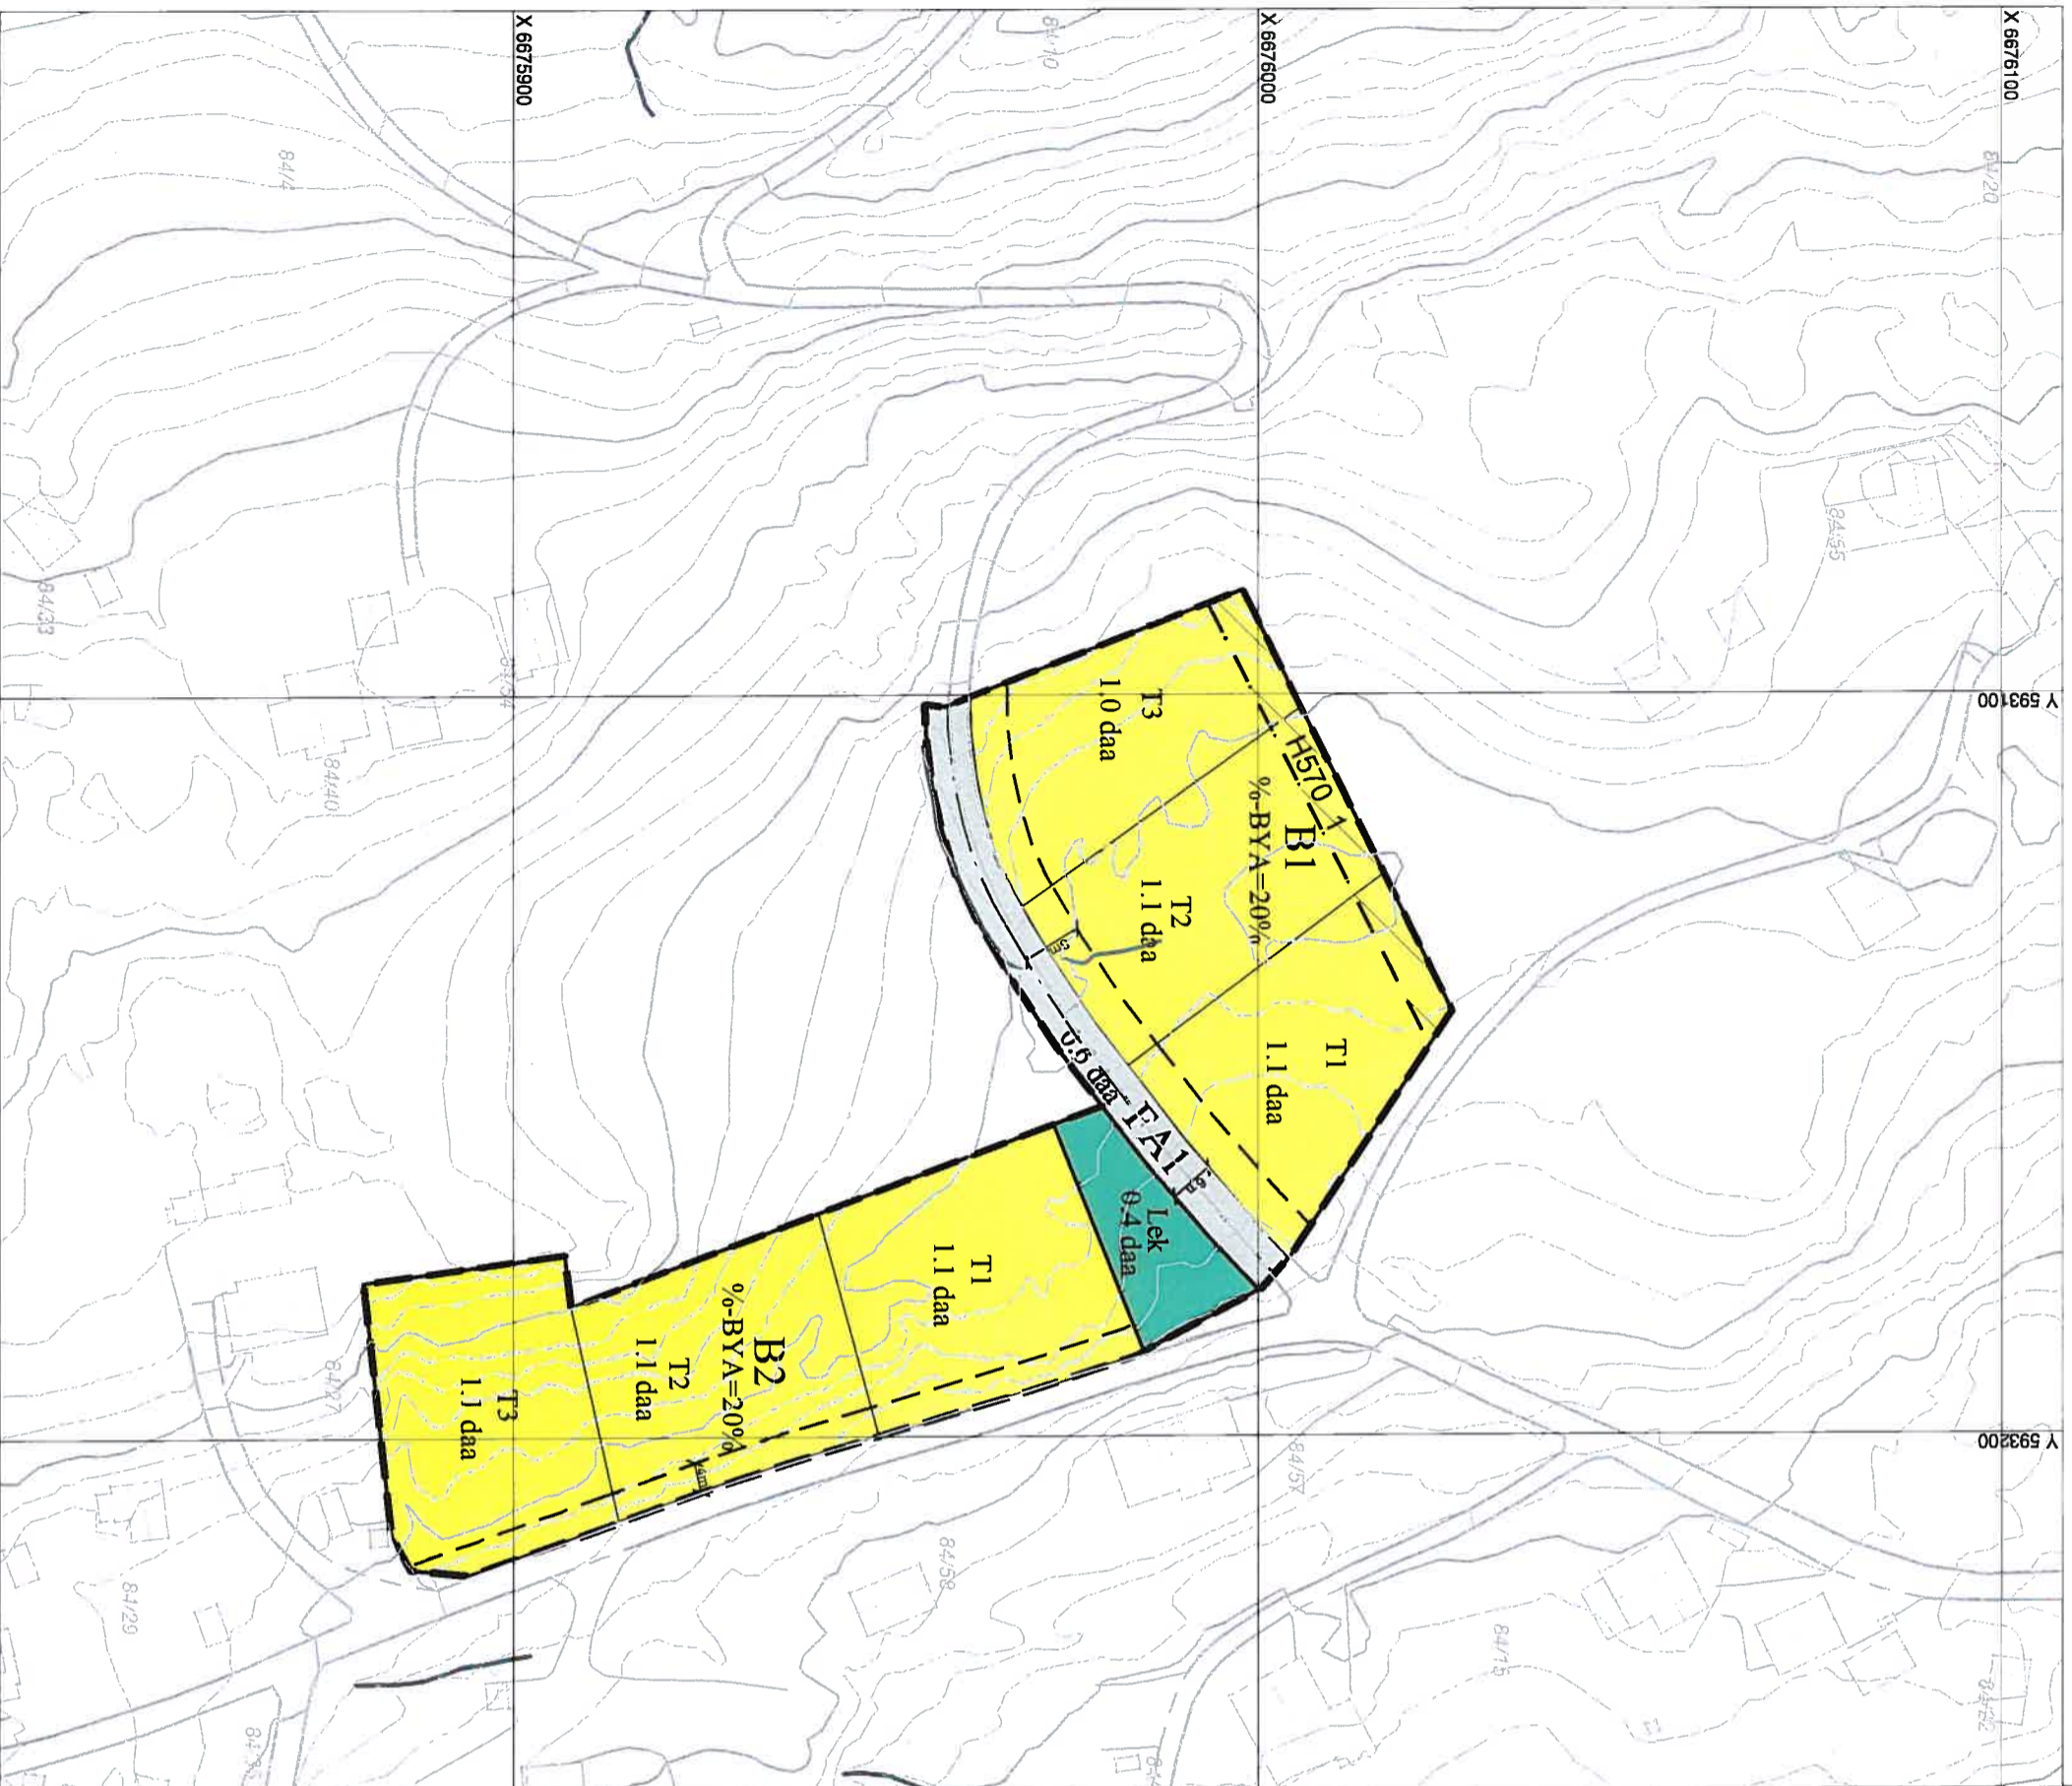 X 6675900
X 6676000
X 6676100
Y 593100
Y 593200
84/10
84/20
84/4
84/55
84/33
84/40
H570_1
B1
%-BYA=20%
T3
1,0 daa
T2
1.1 daa
T1
1.1 daa
0.6 daa
FA1
Lek
0.4 daa
T1
1.1 daa
B2
%-BYA=20%
T2
1.1 daa
T3
1.1 daa
84/27
84/57
84/58
84/29
84/15